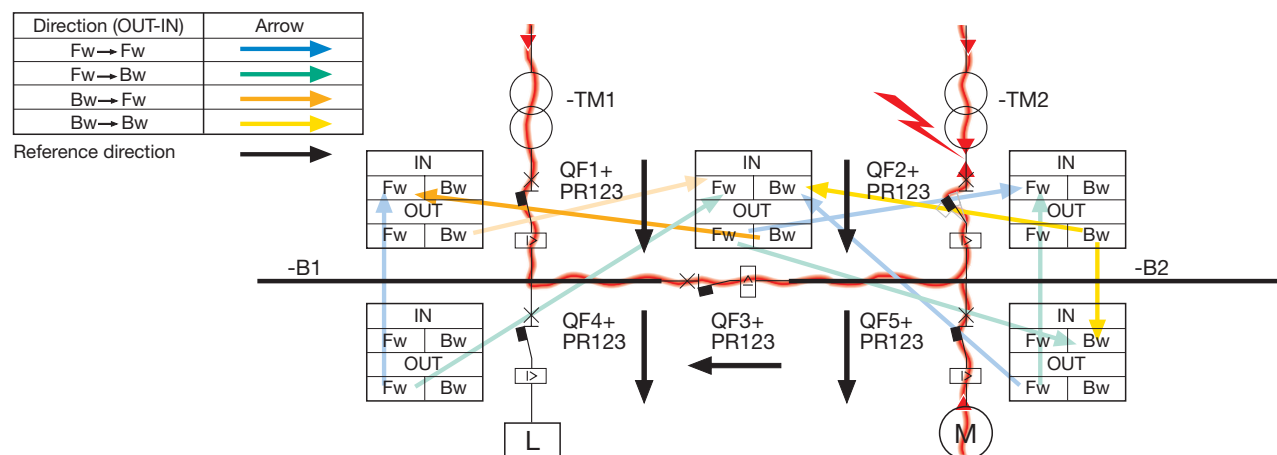 Direction (OUT-IN) Arrow
Fw→Fw
Fw→Bw
Bw→Fw
Bw→Bw
Reference direction
-TM1
-TM2
IN
Fw Bw
OUT
Fw Bw
QF1+
PR123
IN
Fw Bw
OUT
Fw Bw
QF2+
PR123
IN
Fw Bw
OUT
Fw Bw
-B1
-B2
IN
Fw Bw
OUT
Fw Bw
QF4+
PR123
QF3+
PR123
QF5+
PR123
IN
Fw Bw
OUT
Fw Bw
L
M